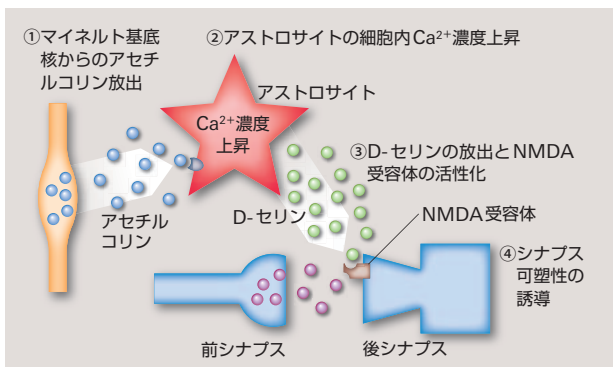 ①マイネルト基底
核からのアセチ
ルコリン放出
②アストロサイトの細胞内Ca²⁺濃度上昇
アストロサイト
Ca²⁺濃度
上昇
③D-セリンの放出とNMDA
受容体の活性化
アセチル
コリン
D-セリン
NMDA受容体
④シナプス
可塑性の
誘導
前シナプス
後シナプス